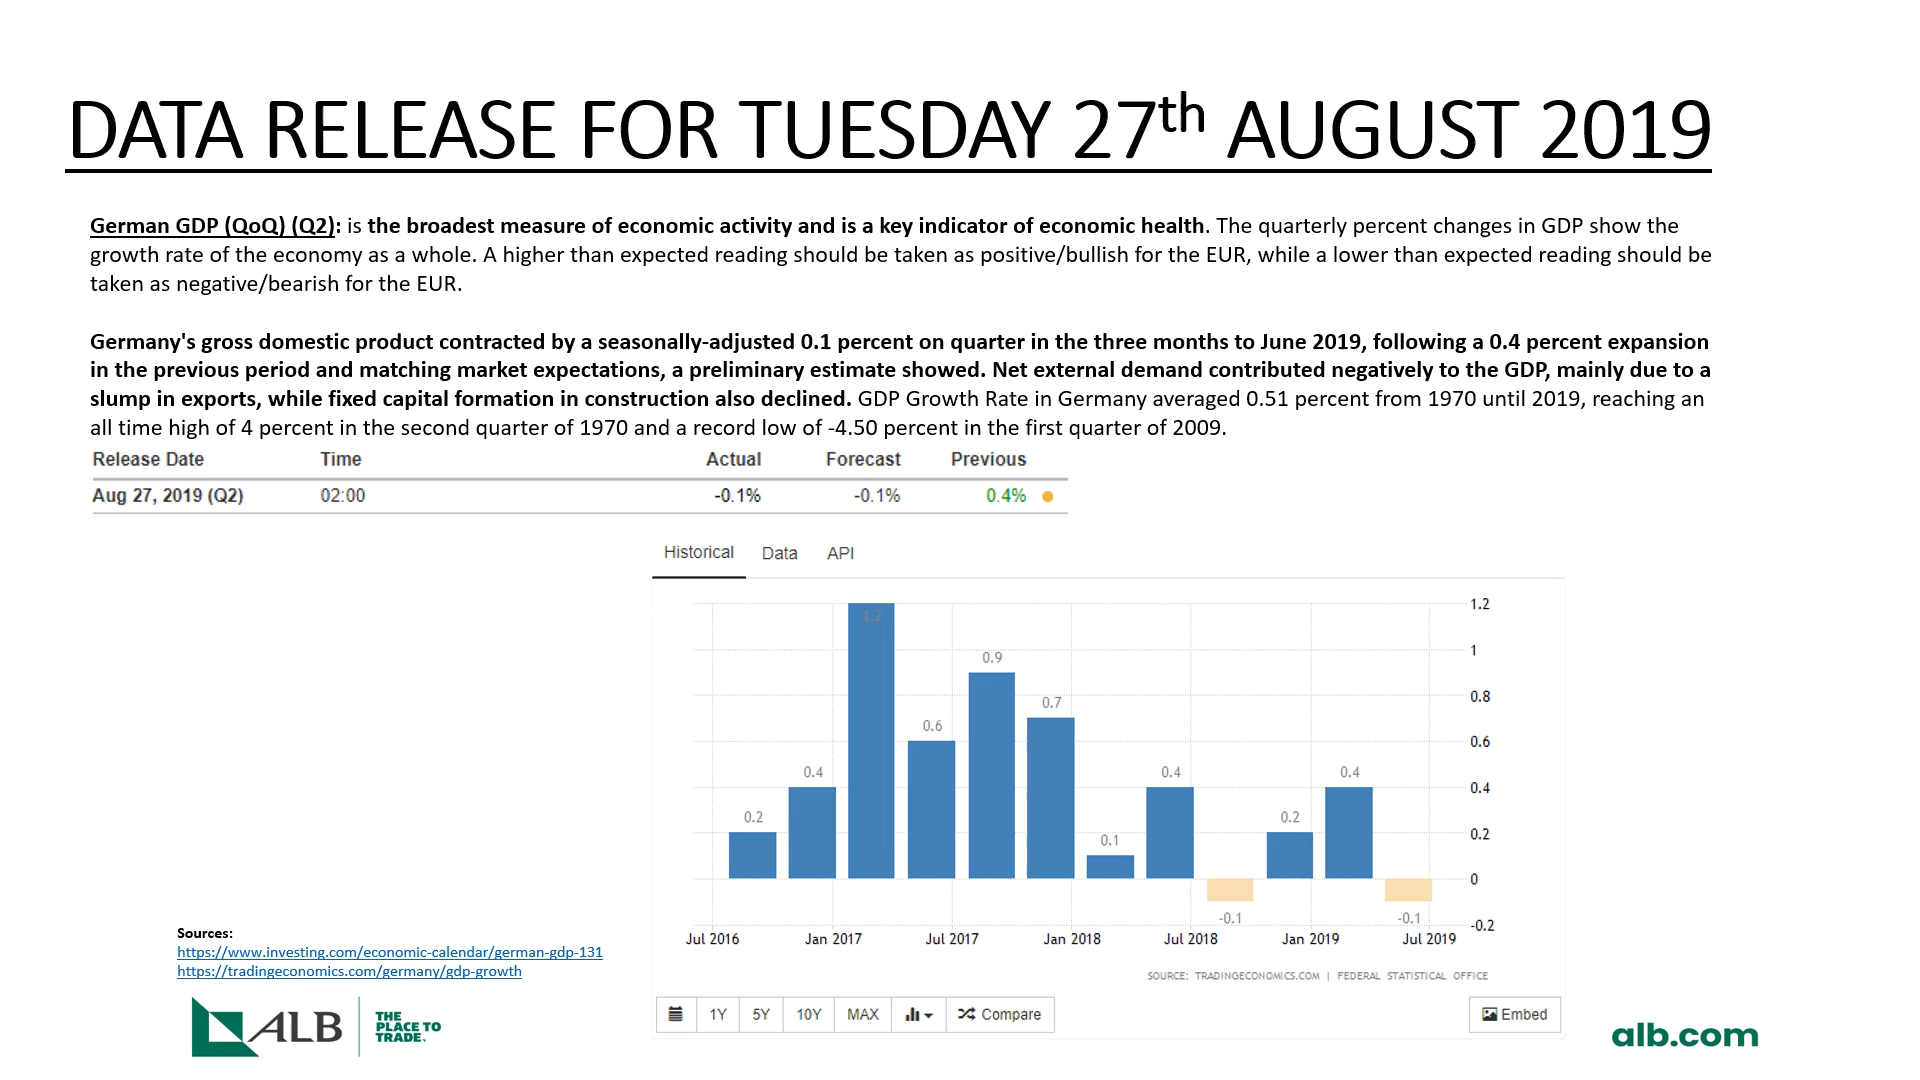 DATA RELEASE FOR TUESDAY 27th AUGUST 2019
German GDP (QoQ) (Q2): is the broadest measure of economic activity and is a key indicator of economic health. The quarterly percent changes in GDP show the
growth rate of the economy as a whole. A higher than expected reading should be taken as positive/bullish for the EUR, while a lower than expected reading should be
taken as negative/bearish for the EUR.
Germany's gross domestic product contracted by a seasonally-adjusted 0.1 percent on quarter in the three months to June 2019, following a 0.4 percent expansion
in the previous period and matching market expectations, a preliminary estimate showed. Net external demand contributed negatively to the GDP, mainly due to a
slump in exports, while fixed capital formation in construction also declined. GDP Growth Rate in Germany averaged 0.51 percent from 1970 until 2019, reaching an
all time high of 4 percent in the second quarter of 1970 and a record low of -4.50 percent in the first quarter of 2009.
Release Date Time Actual Forecast Previous
Aug 27, 2019 (Q2) 02:00 -0.1% -0.1% 0.4%
Historical Data API
1.2
1
0.8
0.6
0.4
0.2
0
-0.2
0.2 0.4 1.2 0.6 0.9 0.7 0.1 0.4 -0.1 0.2 0.4 -0.1
Jul 2016 Jan 2017 Jul 2017 Jan 2018 Jul 2018 Jan 2019 Jul 2019
SOURCE: TRADINGECONOMICS.COM | FEDERAL STATISTICAL OFFICE
1Y 5Y 10Y MAX Compare Embed
Sources:
https://www.investing.com/economic-calendar/german-gdp-131
https://tradingeconomics.com/germany/gdp-growth
ALB
THE
PLACE TO
TRADE.
alb.com